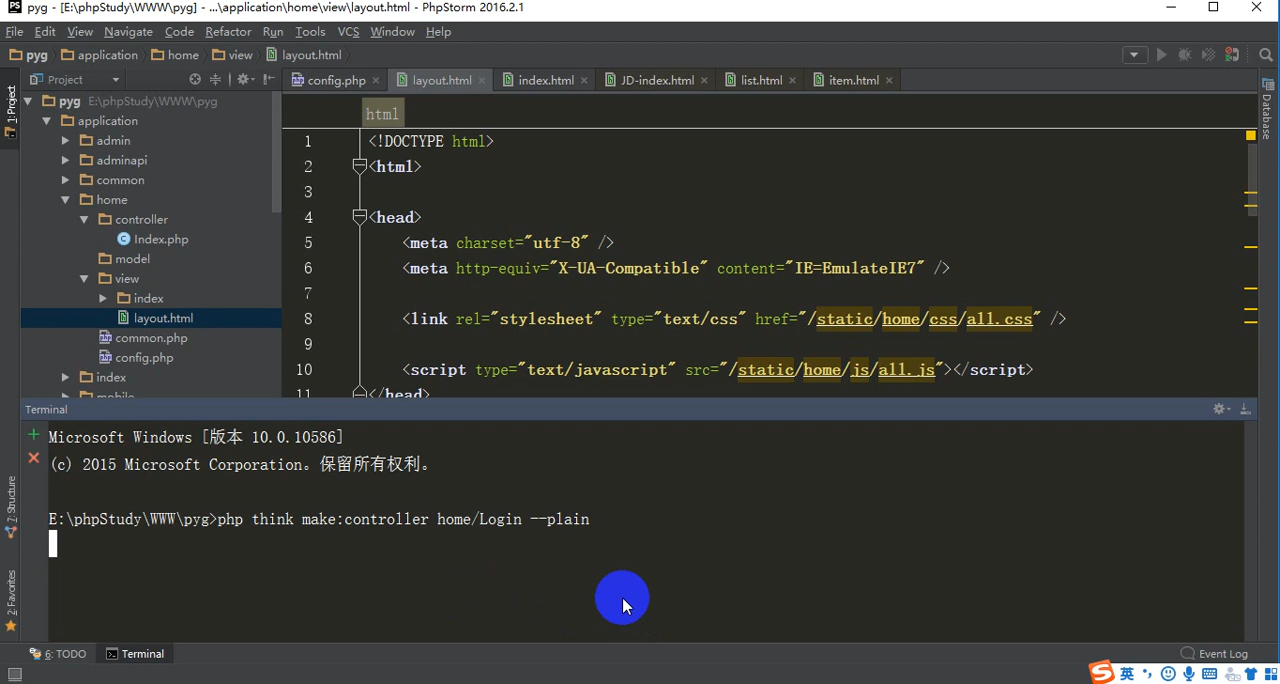 PS pyg - [E:\phpStudy\WWW\pyg] - ...\application\home\view\layout.html - PhpStorm 2016.2.1
File Edit View Navigate Code Refactor Run Tools VCS Window Help
pyg application home view layout.html
Project
config.php layout.html index.html JD-index.html list.html item.html
1: Project
Database
pyg E:\phpStudy\WWW\pyg
application
admin
adminapi
common
home
controller
Index.php
model
view
index
layout.html
common.php
config.php
index
mobile
html
1 <!DOCTYPE html>
2 <html>
3
4 <head>
5 <meta charset="utf-8" />
6 <meta http-equiv="X-UA-Compatible" content="IE=EmulateIE7" />
7
8 <link rel="stylesheet" type="text/css" href="/static/home/css/all.css" />
9
10 <script type="text/javascript" src="/static/home/js/all.js"></script>
11 </head>
Terminal
Microsoft Windows [版本 10.0.10586]
(c) 2015 Microsoft Corporation。保留所有权利。
E:\phpStudy\WWW\pyg>php think make:controller home/Login --plain
7: Structure
2: Favorites
6: TODO Terminal Event Log
S 英